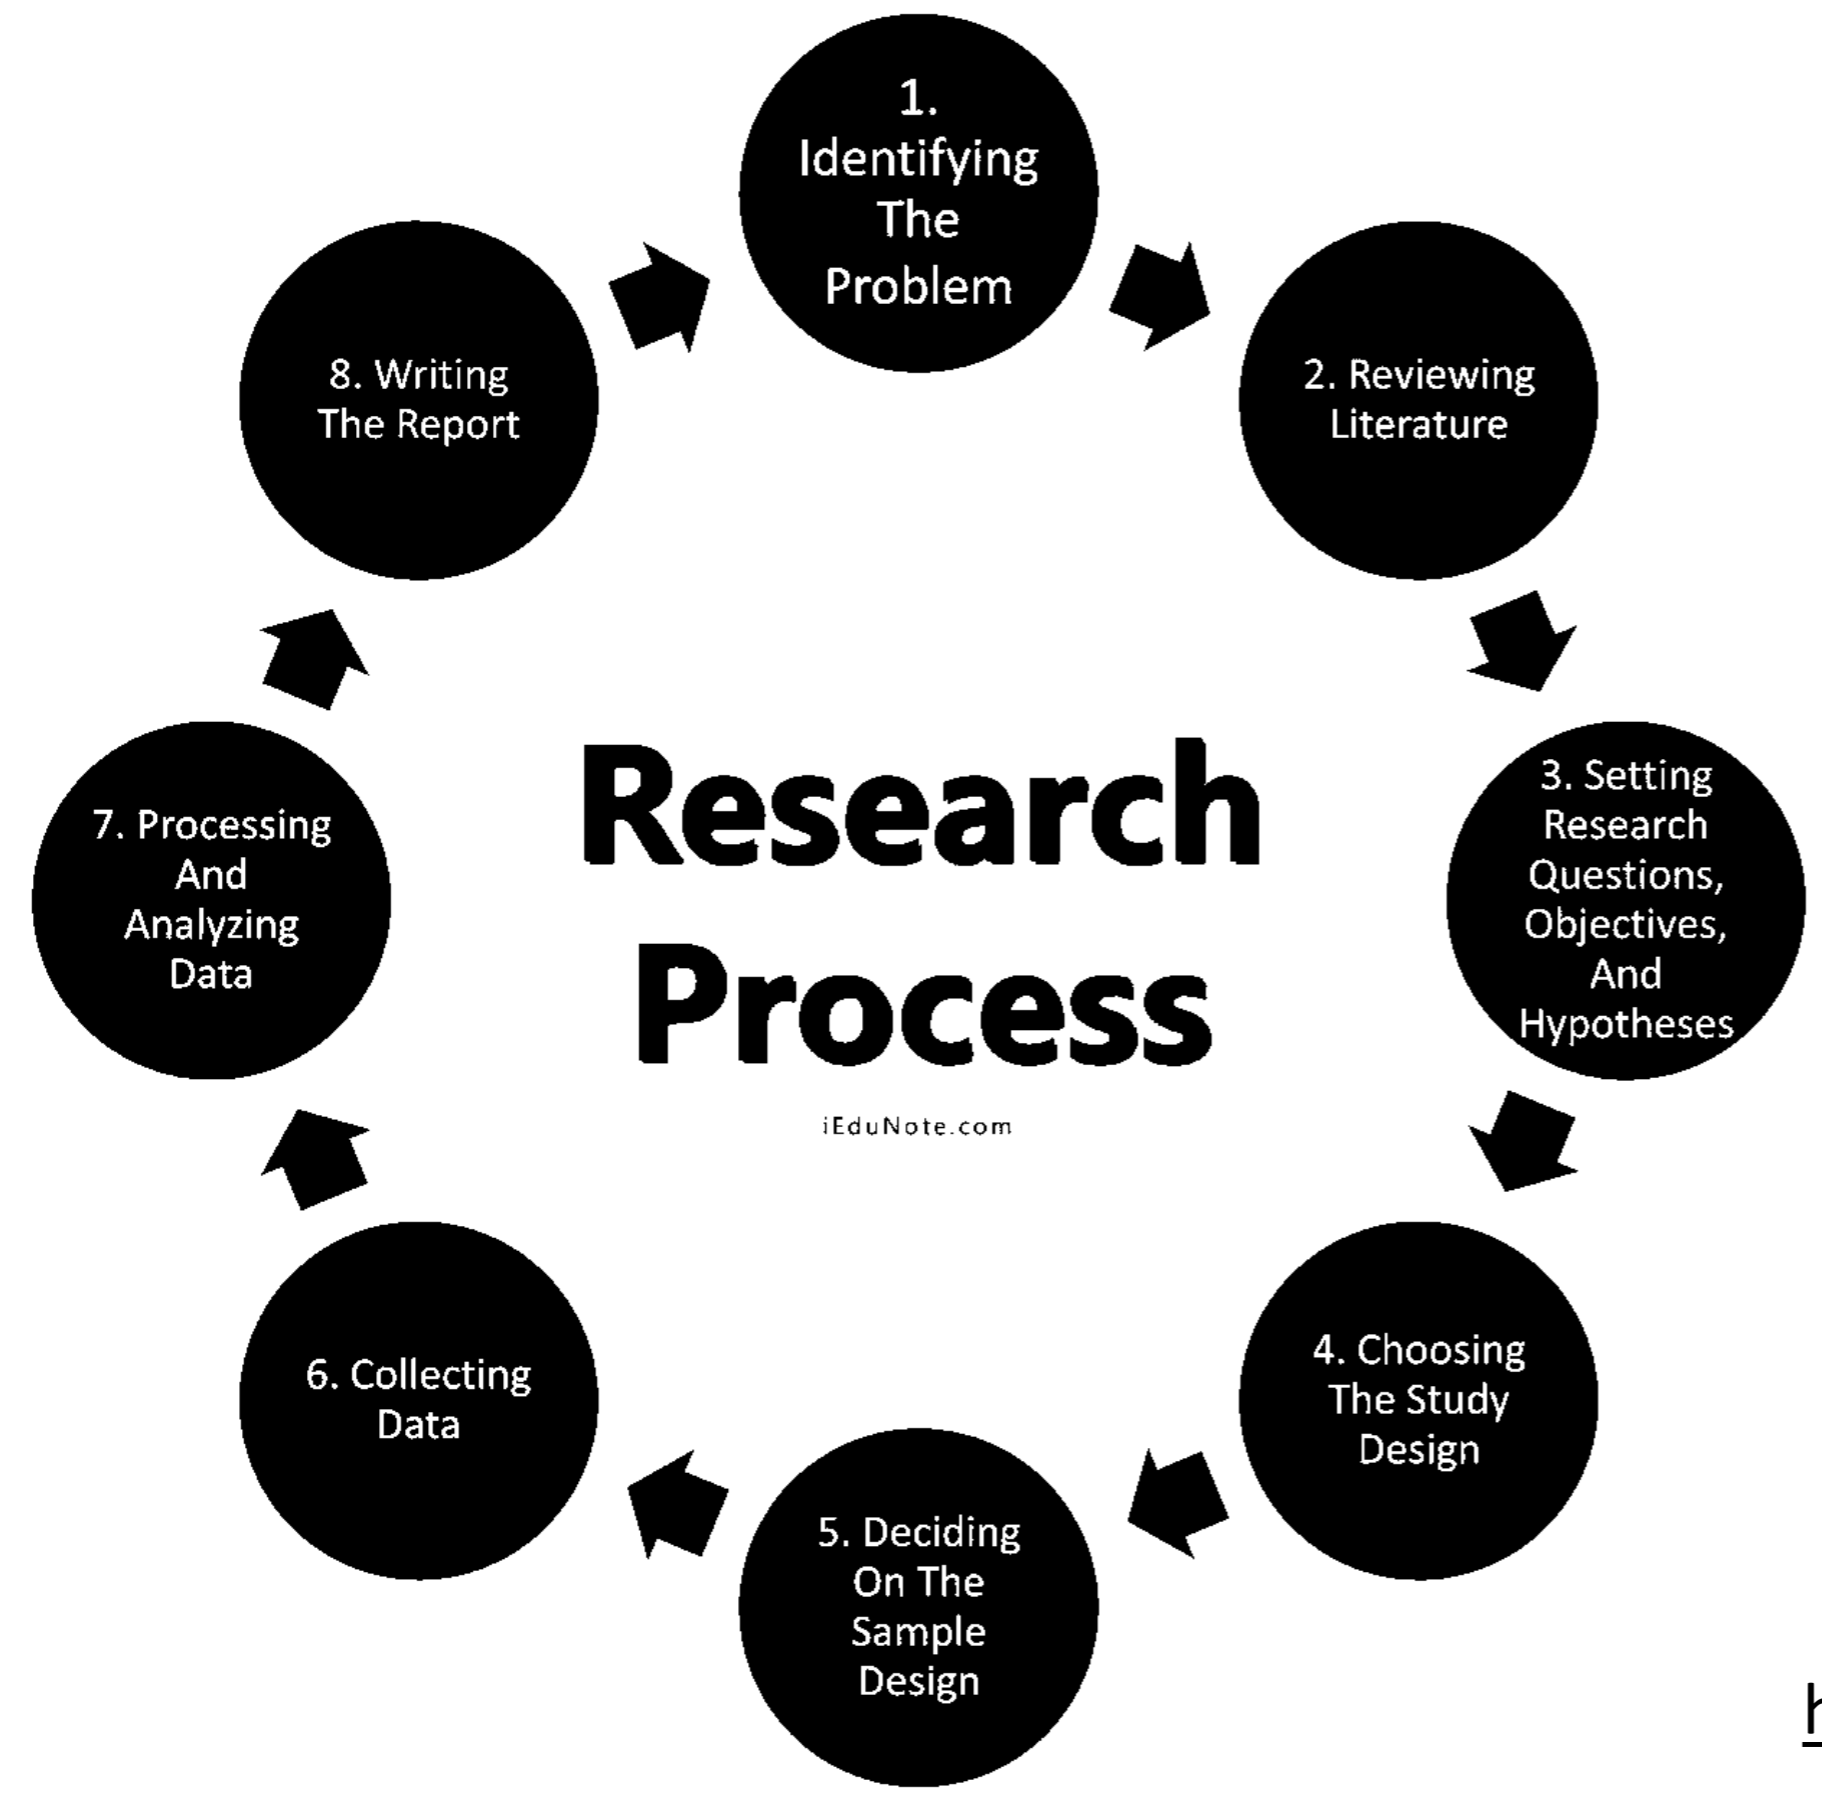 1.
Identifying
The
Problem
2. Reviewing
Literature
3. Setting
Research
Questions,
Objectives,
And
Hypotheses
4. Choosing
The Study
Design
5. Deciding
On The
Sample
Design
6. Collecting
Data
7. Processing
And
Analyzing
Data
8. Writing
The Report
Research
Process
iEduNote.com